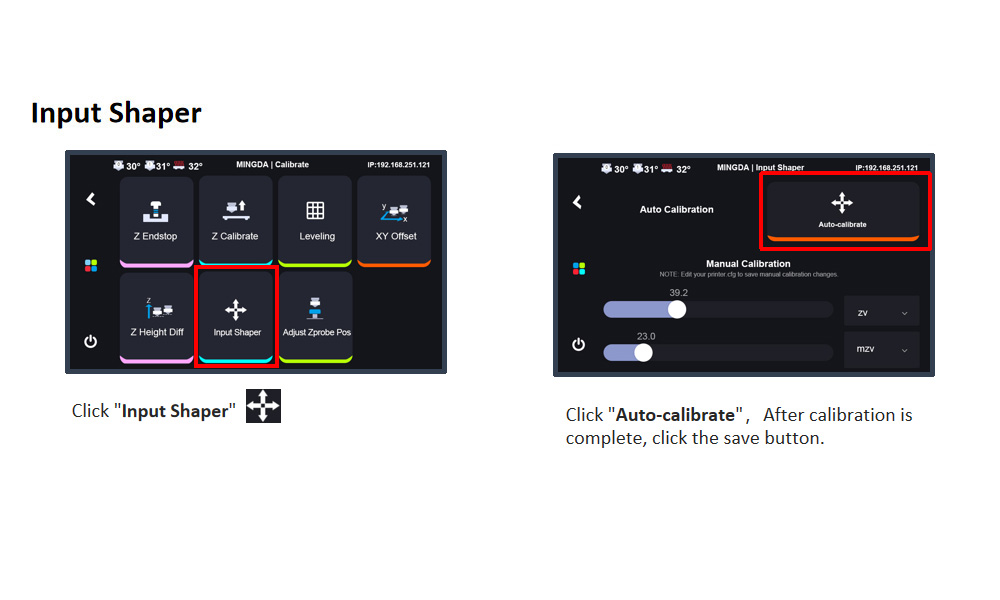 Input Shaper
30° 31° 32° MINGDA | Calibrate IP:192.168.251.121
Z Endstop Z Calibrate Leveling XY Offset
Z Height Diff Input Shaper Adjust Zprobe Pos
Click "Input Shaper"
30° 31° 32° MINGDA | Input Shaper IP:192.168.251.121
Auto Calibration Auto-calibrate
Manual Calibration
NOTE: Edit your printer cfg to save manual calibration changes.
39.2
zv
23.0
mzv
Click "Auto-calibrate"，After calibration is
complete, click the save button.